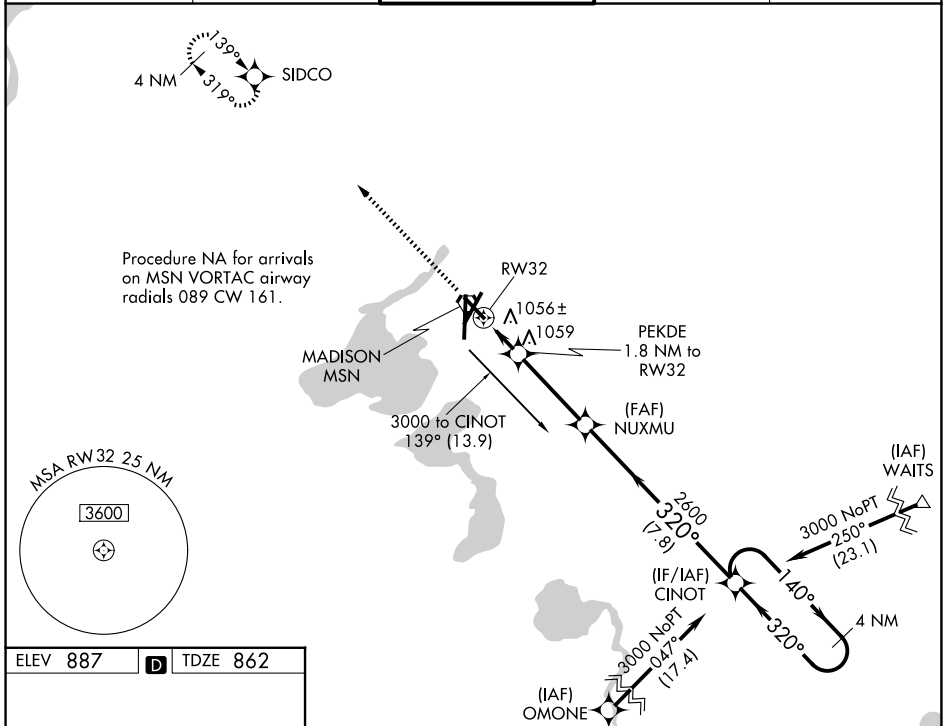 139°
319°
4 NM
SIDCO
Procedure NA for arrivals
on MSN VORTAC airway
radials 089 CW 161.
RW32
1056±
1059
PEKDE
1.8 NM to
RW32
MADISON
MSN
3000 to CINOT
139° (13.9)
(FAF)
NUXMU
(IAF)
WAITS
MSA RW32 25 NM
3600
2600
320°
(7.8)
3000 NoPT
250°
(23.1)
(IF/IAF)
CINOT
140°
320°
4 NM
3000 NoPT
047°
(17.4)
(IAF)
OMONE
ELEV 887 D TDZE 862